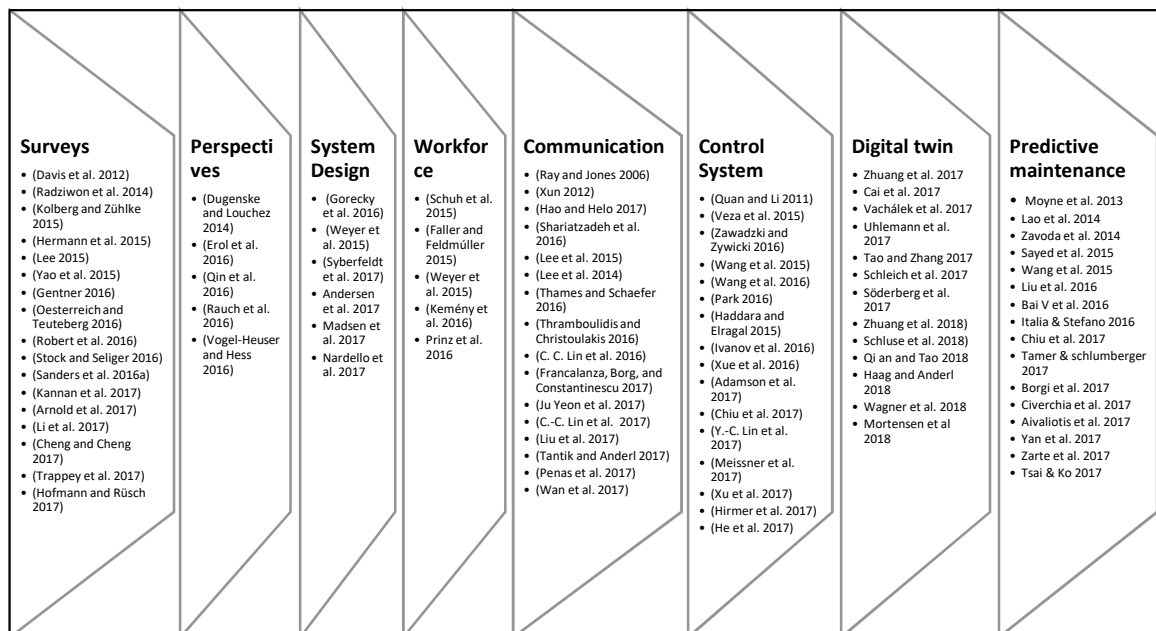 Surveys
• (Davis et al. 2012)
• (Radziwon et al. 2014)
• (Kolberg and Zühlke
2015)
• (Hermann et al. 2015)
• (Lee 2015)
• (Yao et al. 2015)
• (Gentner 2016)
• (Oesterreich and
Teuteberg 2016)
• (Robert et al. 2016)
• (Stock and Seliger 2016)
• (Sanders et al. 2016a)
• (Kannan et al. 2017)
• (Arnold et al. 2017)
• (Li et al. 2017)
• (Cheng and Cheng
2017)
• (Trappey et al. 2017)
• (Hofmann and Rüsch
2017)
Perspecti
ves
• (Dugenske
and Louchez
2014)
• (Erol et al.
2016)
• (Qin et al.
2016)
• (Rauch et al.
2016)
• (Vogel-Heuser
and Hess
2016)
System
Design
• (Gorecky
et al. 2016)
• (Weyer et
al. 2015)
• (Syberfeldt
et al. 2017)
• Andersen
et al. 2017
• Madsen et
al. 2017
• Nardello et
al. 2017
Workfor
ce
• (Schuh et al.
2015)
• (Faller and
Feldmúller
2015)
• (Weyer et
al. 2015)
• (Kemény et
al. 2016)
• Prinz et al.
2016
Communication
• (Ray and Jones 2006)
• (Xun 2012)
• (Hao and Helo 2017)
• (Shariatzadeh et al.
2016)
• (Lee et al. 2015)
• (Lee et al. 2014)
• (Thames and Schaefer
2016)
• (Thramboulidis and
Christoulakis 2016)
• (C. C. Lin et al. 2016)
• (Francalanza, Borg, and
Constantinescu 2017)
• (Ju Yeon et al. 2017)
• (C.-C. Lin et al. 2017)
• (Liu et al. 2017)
• (Tantik and Anderl 2017)
• (Penas et al. 2017)
• (Wan et al. 2017)
Control
System
• (Quan and Li 2011)
• (Veza et al. 2015)
• (Zawadzki and
Zywicki 2016)
• (Wang et al. 2015)
• (Wang et al. 2016)
• (Park 2016)
• (Haddara and
Elragal 2015)
• (Ivanov et al. 2016)
• (Xue et al. 2016)
• (Adamson et al.
2017)
• (Chiu et al. 2017)
• (Y.-C. Lin et al.
2017)
• (Meissner et al.
2017)
• (Xu et al. 2017)
• (Hirmer et al. 2017)
• (He et al. 2017)
Digital twin
• Zhuang et al. 2017
• Cai et al. 2017
• Vachálek et al. 2017
• Uhlemann et al.
2017
• Tao and Zhang 2017
• Schleich et al. 2017
• Söderberg et al.
2017
• Zhuang et al. 2018)
• Schluse et al. 2018)
• Qi an and Tao 2018
• Haag and Anderl
2018
• Wagner et al. 2018
• Mortensen et al
2018
Predictive
maintenance
• Moyne et al. 2013
• Lao et al. 2014
• Zavoda et al. 2014
• Sayed et al. 2015
• Wang et al. 2015
• Liu et al. 2016
• Bai V et al. 2016
• Italia & Stefano 2016
• Chiu et al. 2017
• Tamer & schlumberger
2017
• Borgi et al. 2017
• Civerchia et al. 2017
• Aivaliotis et al. 2017
• Yan et al. 2017
• Zarte et al. 2017
• Tsai & Ko 2017